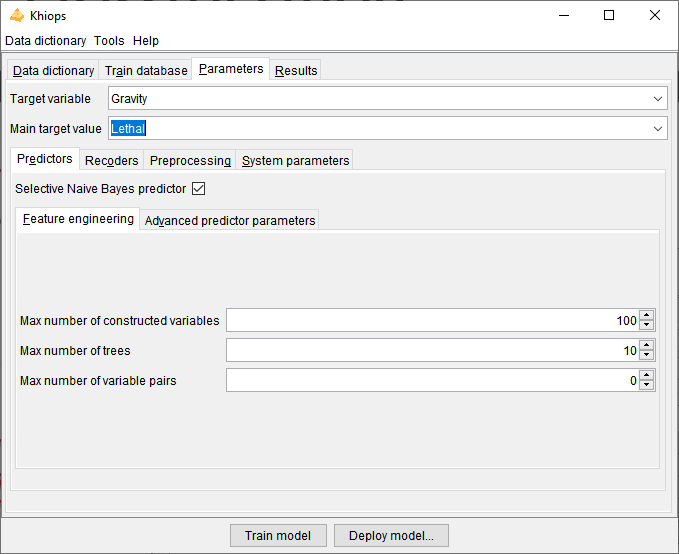 Khiops
Data dictionary Tools Help
Data dictionary Train database Parameters Results
Target variable Gravity
Main target value Lethal
Predictors Recoders Preprocessing System parameters
Selective Naive Bayes predictor
Feature engineering Advanced predictor parameters
Max number of constructed variables 100
Max number of trees 10
Max number of variable pairs 0
Train model Deploy model...